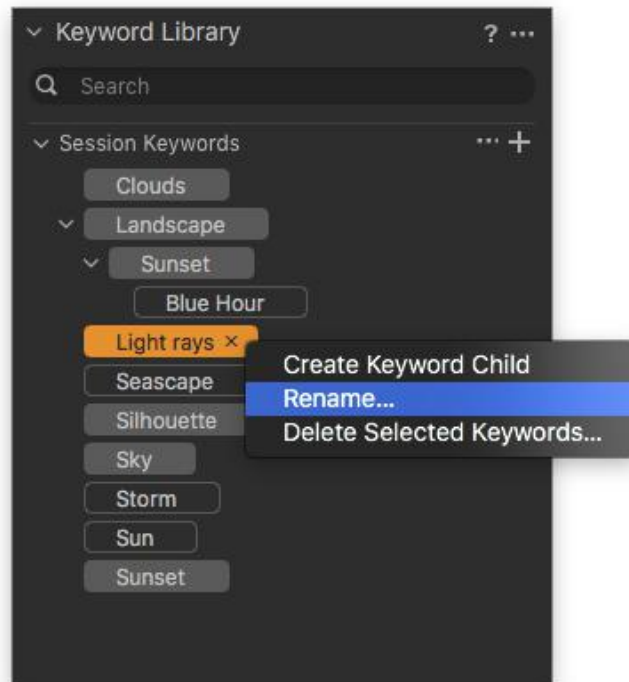 Keyword Library ? ...
Search
Session Keywords ... +
Clouds
Landscape
Sunset
Blue Hour
Light rays ×
Create Keyword Child
Seascape
Rename...
Silhouette
Delete Selected Keywords...
Sky
Storm
Sun
Sunset